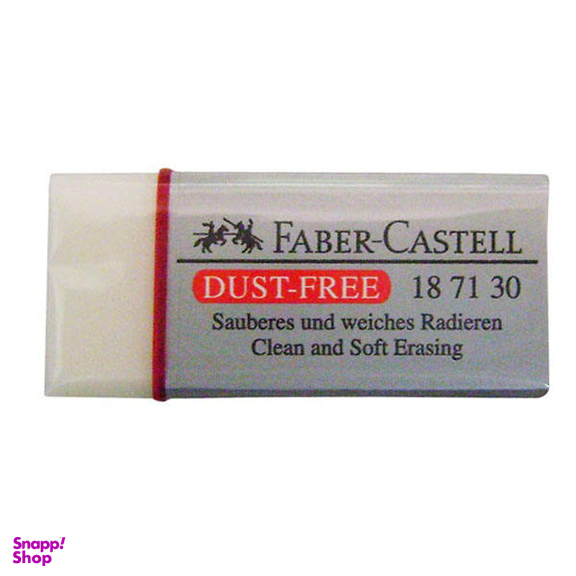 FABER-CASTELL
DUST-FREE 18 71 30
Sauberes und weiches Radieren
Clean and Soft Erasing
Snapp!
Shop